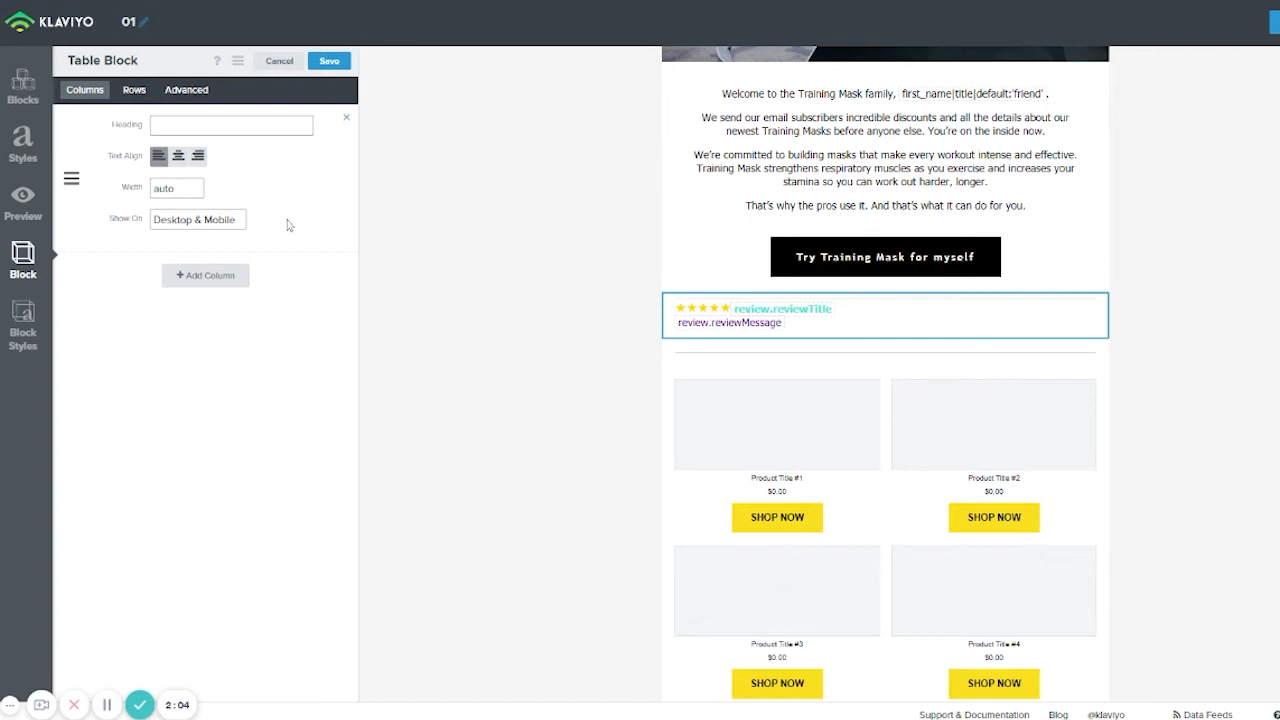 KLAVIYO
01
Blocks
Styles
Preview
Block
Block
Styles
Table Block
?
Cancel
Save
Columns
Rows
Advanced
Heading
Text Align
Width
auto
Show On
Desktop & Mobile
+ Add Column
Welcome to the Training Mask family, first_name|title|default:'friend' .
We send our email subscribers incredible discounts and all the details about our
newest Training Masks before anyone else. You're on the inside now.
We're committed to building masks that make every workout intense and effective.
Training Mask strengthens respiratory muscles as you exercise and increases your
stamina so you can work out harder, longer.
That's why the pros use it. And that's what it can do for you.
Try Training Mask for myself
★★★★★ review.reviewTitle
review.reviewMessage
Product Title #1
$0.00
SHOP NOW
Product Title #2
$0.00
SHOP NOW
Product Title #3
$0.00
SHOP NOW
Product Title #4
$0.00
SHOP NOW
2:04
Support & Documentation
Blog
@klaviyo
Data Feeds